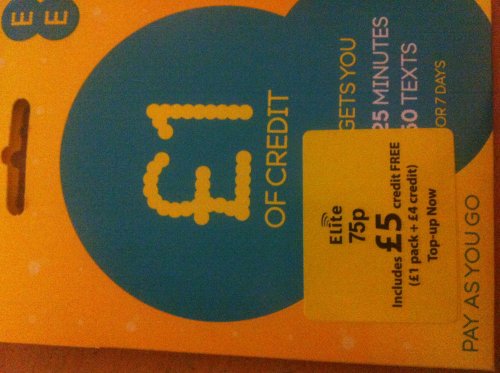 EE
£1
OF CREDIT
GETS YOU
25 MINUTES
50 TEXTS
OR 7 DAYS
ELite
75p
Includes £5 credit FREE
(£1 pack + £4 credit)
Top-up Now
PAY AS YOU GO